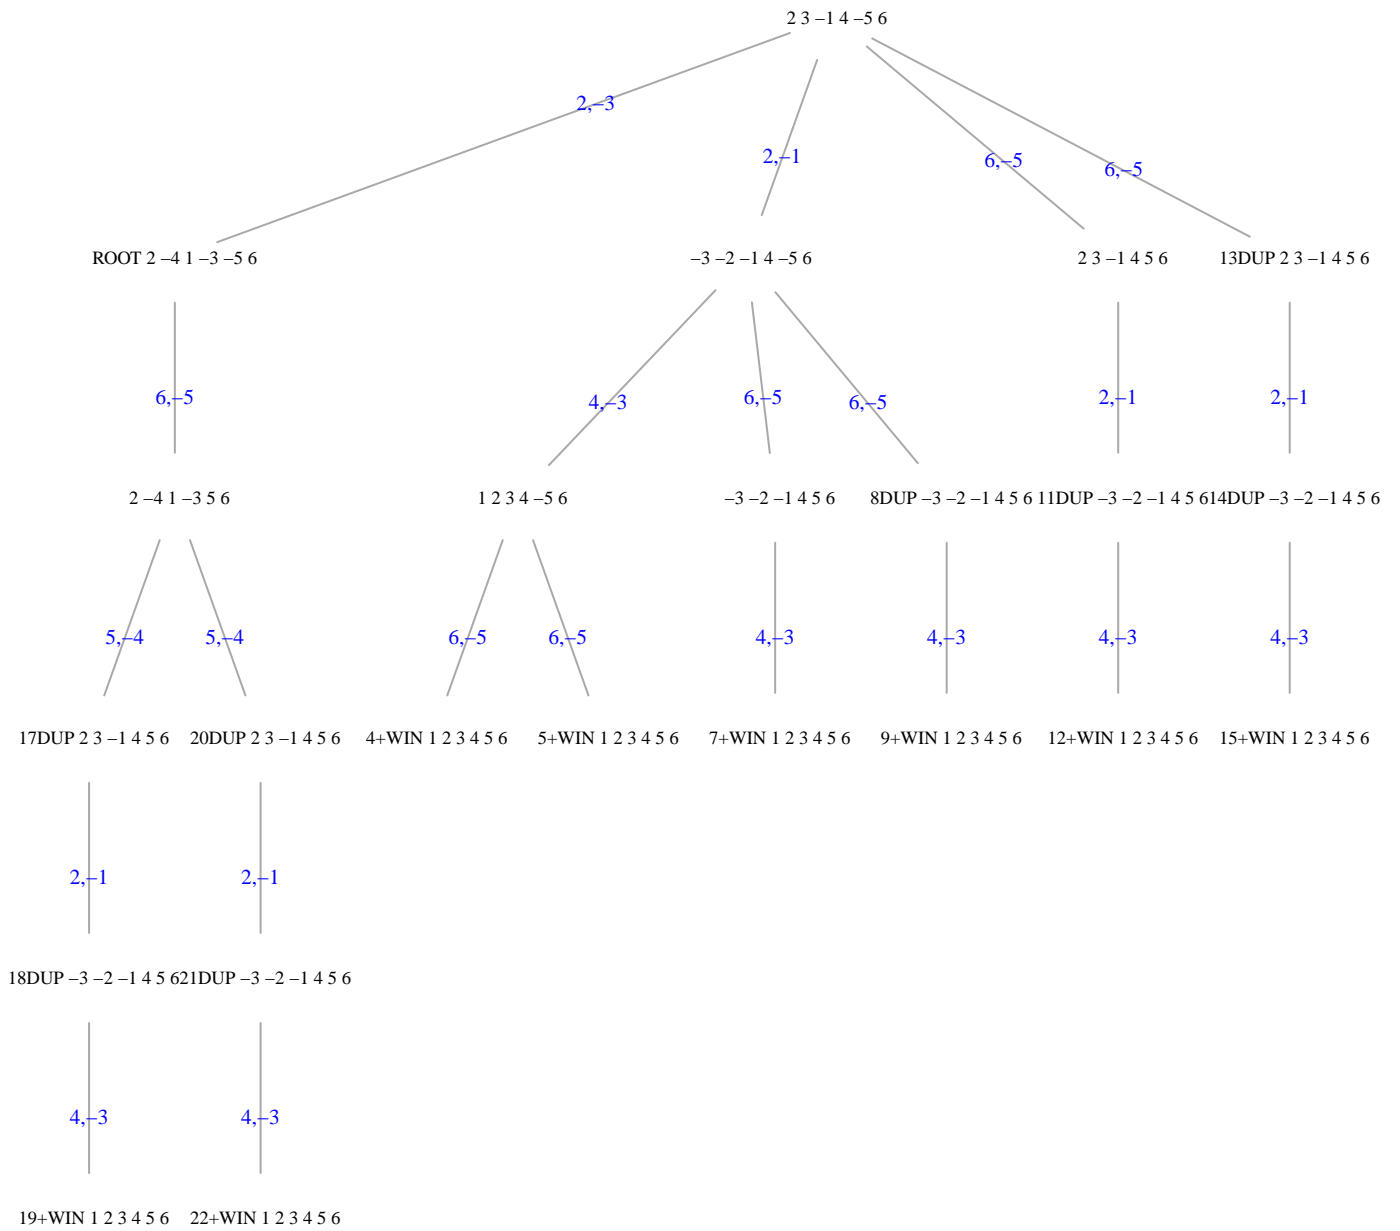 2 3 −1 4 −5 6
2,−3
2,−1
6,−5
6,−5
ROOT 2 −4 1 −3 −5 6
−3 −2 −1 4 −5 6
2 3 −1 4 5 6
13DUP 2 3 −1 4 5 6
6,−5
4,−3
6,−5
6,−5
2,−1
2,−1
2 −4 1 −3 5 6
1 2 3 4 −5 6
−3 −2 −1 4 5 6
8DUP −3 −2 −1 4 5 6
11DUP −3 −2 −1 4 5 6
14DUP −3 −2 −1 4 5 6
5,−4
5,−4
6,−5
6,−5
4,−3
4,−3
4,−3
4,−3
17DUP 2 3 −1 4 5 6
20DUP 2 3 −1 4 5 6
4+WIN 1 2 3 4 5 6
5+WIN 1 2 3 4 5 6
7+WIN 1 2 3 4 5 6
9+WIN 1 2 3 4 5 6
12+WIN 1 2 3 4 5 6
15+WIN 1 2 3 4 5 6
2,−1
2,−1
18DUP −3 −2 −1 4 5 6
21DUP −3 −2 −1 4 5 6
4,−3
4,−3
19+WIN 1 2 3 4 5 6
22+WIN 1 2 3 4 5 6